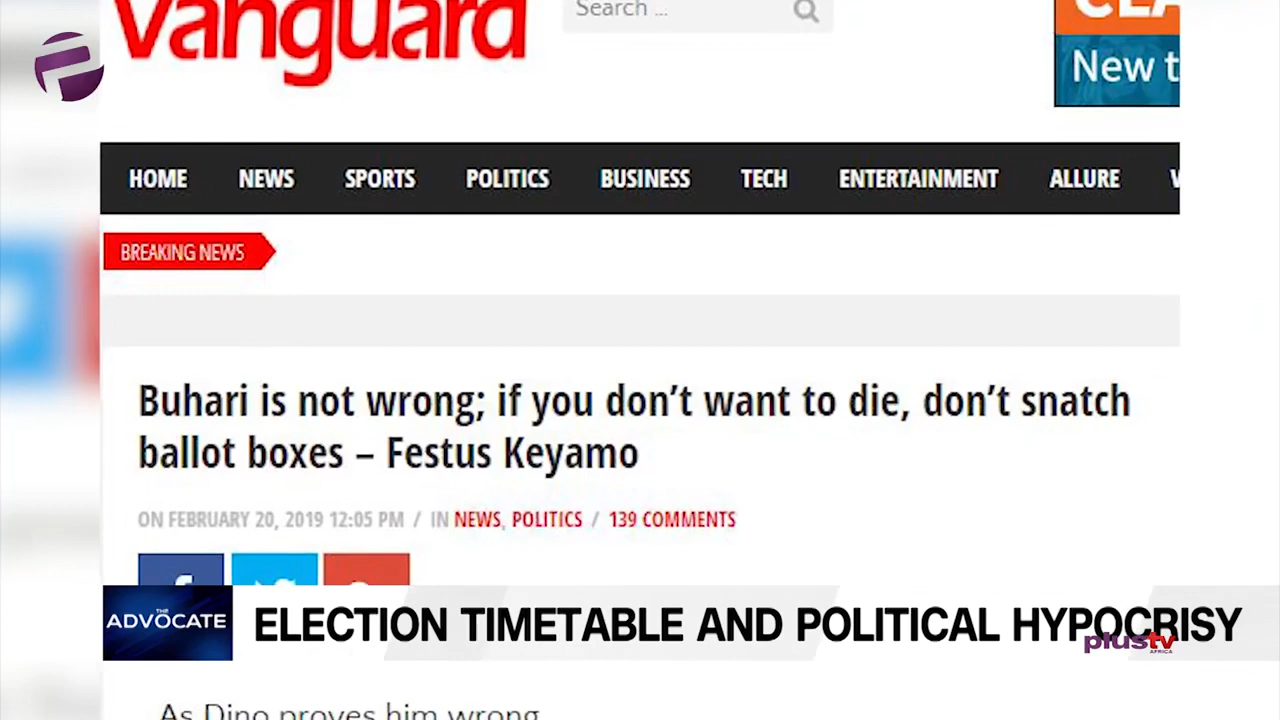 Vanguard
Search ...
New t
HOME NEWS SPORTS POLITICS BUSINESS TECH ENTERTAINMENT ALLURE
BREAKING NEWS
Buhari is not wrong; if you don't want to die, don't snatch
ballot boxes – Festus Keyamo
ON FEBRUARY 20, 2019 12:05 PM / IN NEWS, POLITICS / 139 COMMENTS
THE
ADVOCATE
ELECTION TIMETABLE AND POLITICAL HYPOCRISY
plustv
AFRICA
As Dino proves him wrong